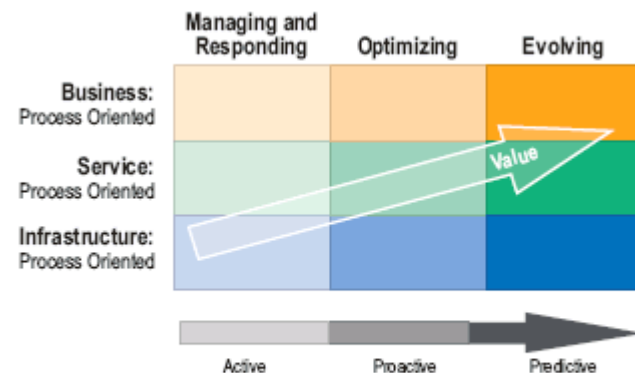 Managing and
Responding
Optimizing
Evolving
Business:
Process Oriented
Service:
Process Oriented
Infrastructure:
Process Oriented
Value
Active
Proactive
Predictive